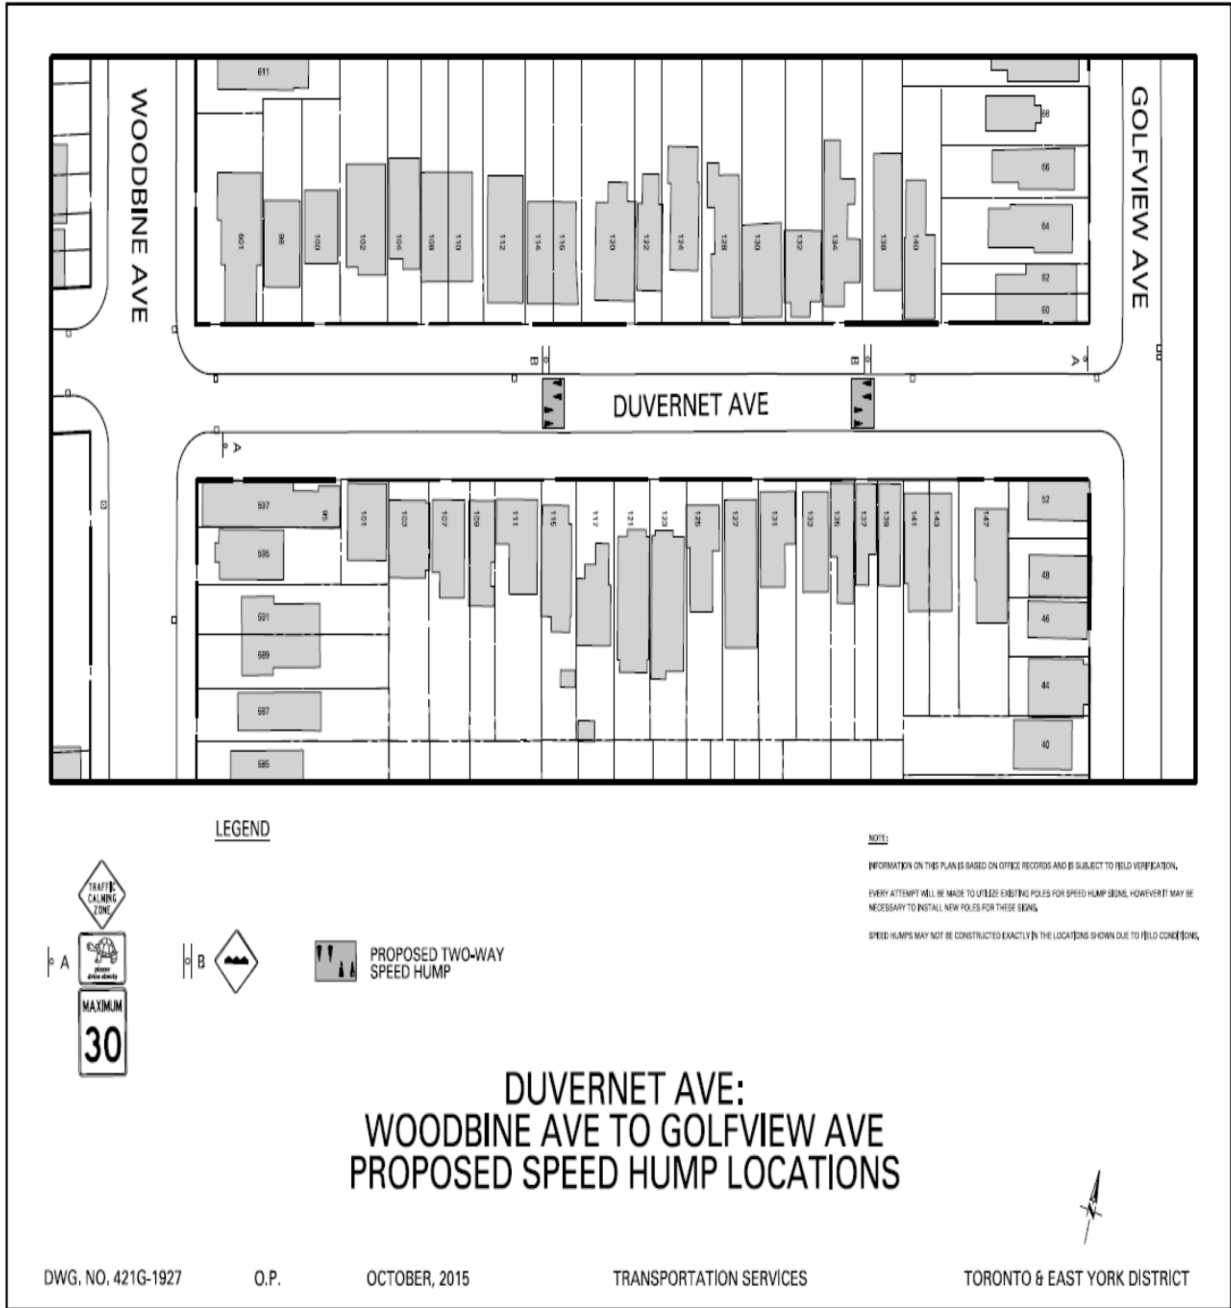 WOODBINE AVE
GOLFVIEW AVE
611
601
98
100
102
104
108
110
112
114
116
120
122
124
128
130
132
134
138
140
68
66
64
62
60
B
B
A
DUVERNET AVE
A
597
95
101
103
107
109
111
115
117
121
123
125
127
131
133
135
137
139
141
143
147
52
595
48
591
46
589
44
587
40
585
LEGEND
TRAFFIC
CALMING
ZONE
A
please
drive slowly
MAXIMUM
30
B
PROPOSED TWO-WAY
SPEED HUMP
NOTE:
INFORMATION ON THIS PLAN IS BASED ON OFFICE RECORDS AND IS SUBJECT TO FIELD VERIFICATION.
EVERY ATTEMPT WILL BE MADE TO UTILIZE EXISTING POLES FOR SPEED HUMP SIGNS, HOWEVER IT MAY BE
NECESSARY TO INSTALL NEW POLES FOR THESE SIGNS.
SPEED HUMPS MAY NOT BE CONSTRUCTED EXACTLY IN THE LOCATIONS SHOWN DUE TO FIELD CONDITIONS.
DUVERNET AVE:
WOODBINE AVE TO GOLFVIEW AVE
PROPOSED SPEED HUMP LOCATIONS
N
DWG. NO. 421G-1927 O.P. OCTOBER, 2015 TRANSPORTATION SERVICES TORONTO & EAST YORK DISTRICT